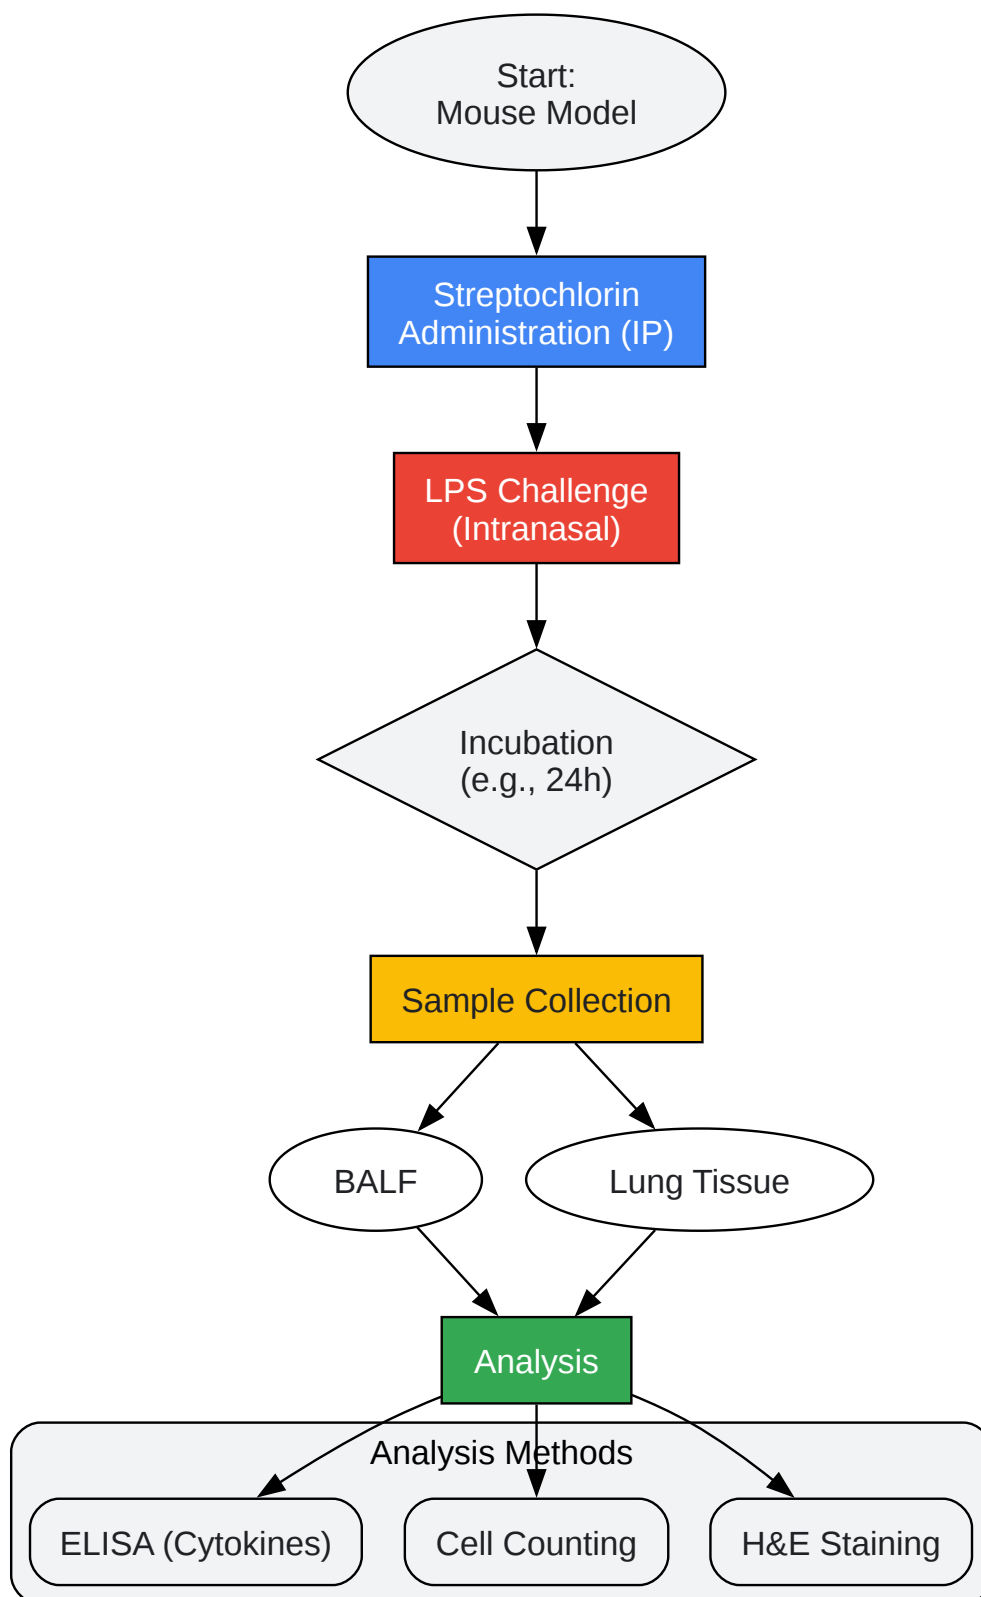 Start:
Mouse Model
Streptochlorin
Administration (IP)
LPS Challenge
(Intranasal)
Incubation
(e.g., 24h)
Sample Collection
BALF
Lung Tissue
Analysis
Analysis Methods
ELISA (Cytokines)
Cell Counting
H&E Staining